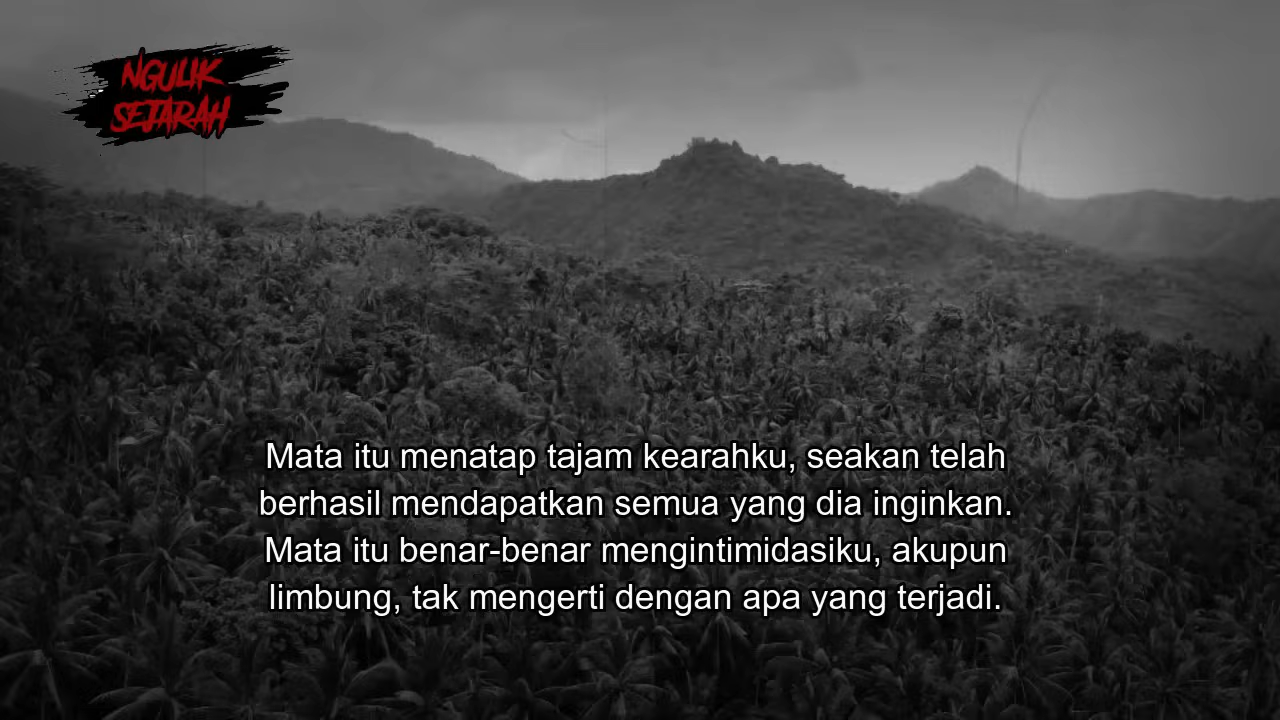 NGULIK
SEJARAH
Mata itu menatap tajam kearahku, seakan telah
berhasil mendapatkan semua yang dia inginkan.
Mata itu benar-benar mengintimidasiku, akupun
limbung, tak mengerti dengan apa yang terjadi.